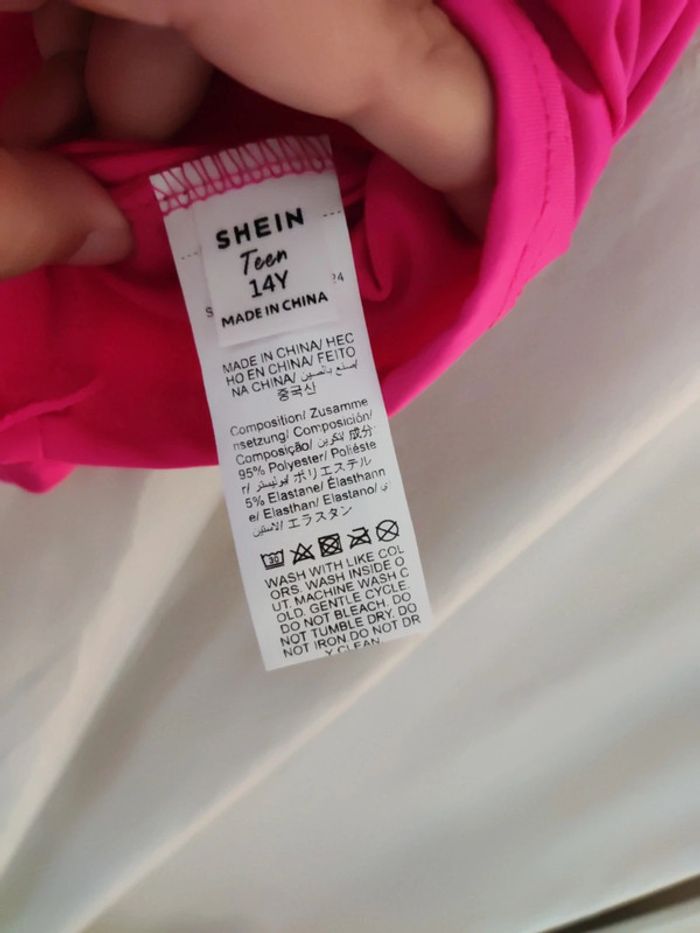 SHEIN
Teen
14Y
MADE IN CHINA
MADE IN CHINA/ HEC
HO EN CHINA/ FEITO
NA CHINA/ صنع بالصين/
중국산
Composition/ Zusamme
nsetzung/ Composición/
Composição/ تكوين/ 成分
95% Polyester/ Poliéste
r/ بوليستر/ ポリエステル
5% Elastane/ Élasthann
e/ Elasthan/ Elastano/
الاستين/ エラスタン
30
WASH WITH LIKE COL
ORS. WASH INSIDE O
UT. MACHINE WASH C
OLD. GENTLE CYCLE.
DO NOT BLEACH. DO
NOT TUMBLE DRY. DO
NOT IRON.DO NOT DR
Y CLEAN.